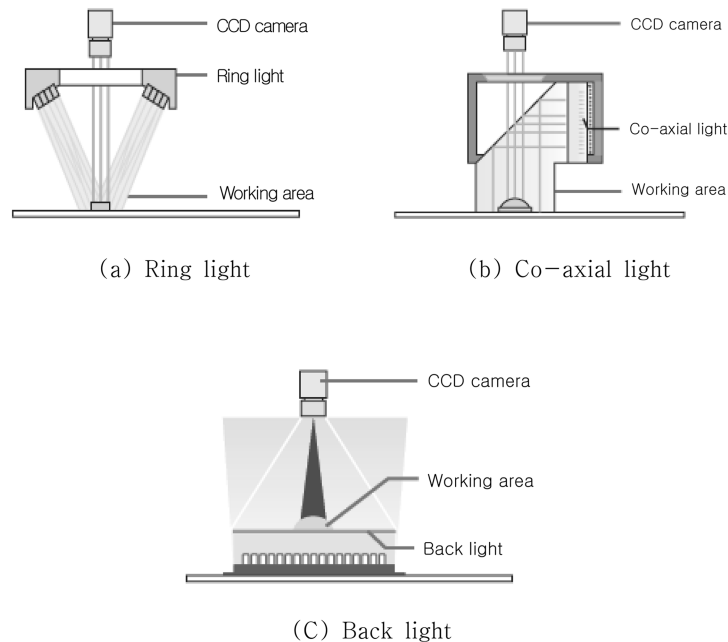 CCD camera
Ring light
Working area
(a) Ring light
CCD camera
Co-axial light
Working area
(b) Co-axial light
CCD camera
Working area
Back light
(C) Back light